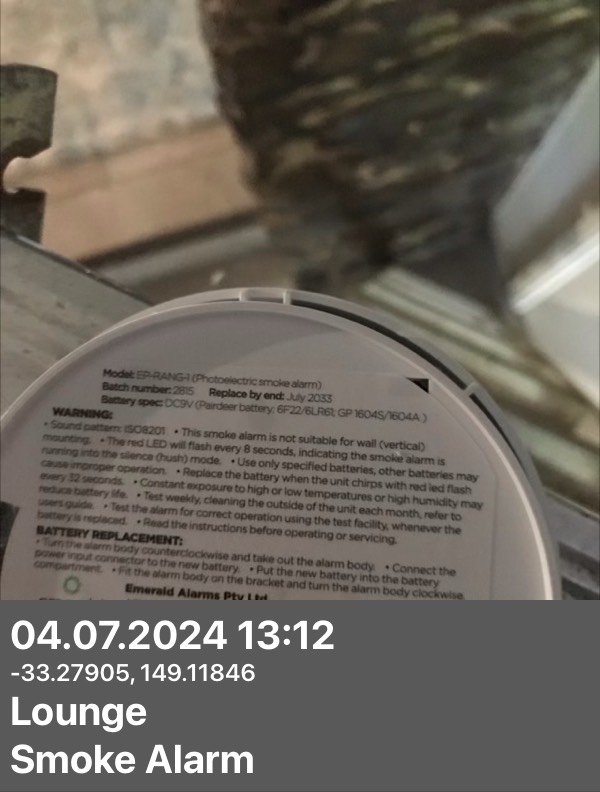 Model: EP-RANG-1 (Photoelectric smoke alarm)
Batch number: 2815 Replace by end: July 2033
Battery spec: DC9V (Pairdeer battery: 6F22/6LR61; GP 1604S/1604A )
WARNING:
• Sound pattern: ISO8201 • This smoke alarm is not suitable for wall (vertical)
mounting. • The red LED will flash every 8 seconds, indicating the smoke alarm is
running into the silence (hush) mode. • Use only specified batteries, other batteries may
cause improper operation. • Replace the battery when the unit chirps with red led flash
every 32 seconds. • Constant exposure to high or low temperatures or high humidity may
reduce battery life. • Test weekly, cleaning the outside of the unit each month, refer to
users guide. • Test the alarm for correct operation using the test facility, whenever the
battery is replaced. • Read the instructions before operating or servicing.
BATTERY REPLACEMENT:
• Turn the alarm body counterclockwise and take out the alarm body. • Connect the
power input connector to the new battery. • Put the new battery into the battery
compartment. • Fit the alarm body on the bracket and turn the alarm body clockwise.
Emerald Alarms Pty Ltd
04.07.2024 13:12
-33.27905, 149.11846
Lounge
Smoke Alarm